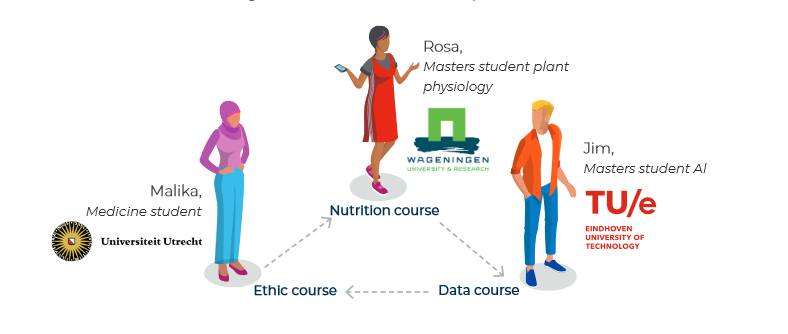 Rosa,
Masters student plant
physiology
WAGENINGEN
UNIVERSITY & RESEARCH
Jim,
Masters student AI
TU/e
EINDHOVEN
UNIVERSITY OF
TECHNOLOGY
Malika,
Medicine student
Universiteit Utrecht
Nutrition course
Ethic course
Data course